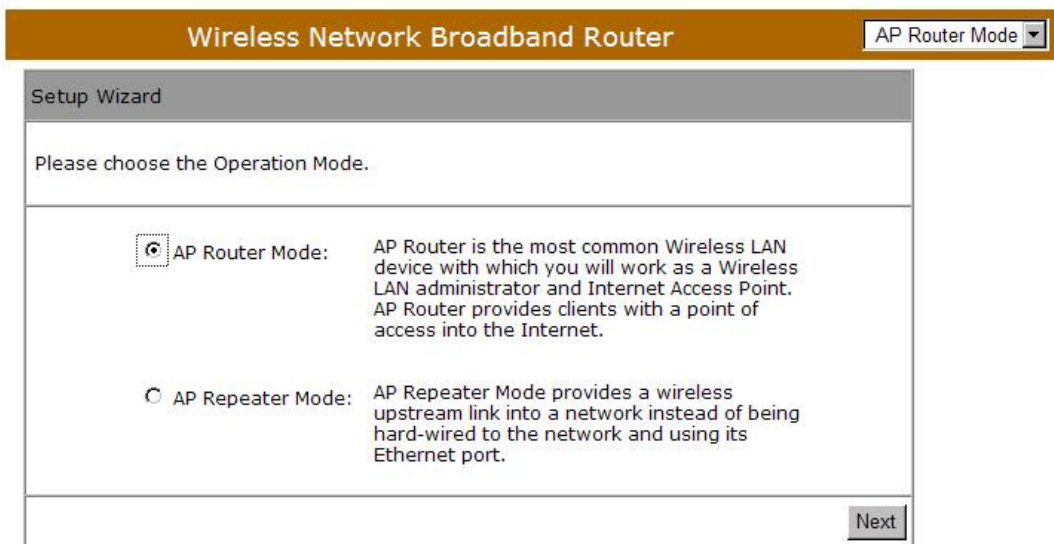 Wireless Network Broadband Router
AP Router Mode
Setup Wizard
Please choose the Operation Mode.
AP Router Mode:
AP Router is the most common Wireless LAN
device with which you will work as a Wireless
LAN administrator and Internet Access Point.
AP Router provides clients with a point of
access into the Internet.
AP Repeater Mode:
AP Repeater Mode provides a wireless
upstream link into a network instead of being
hard-wired to the network and using its
Ethernet port.
Next